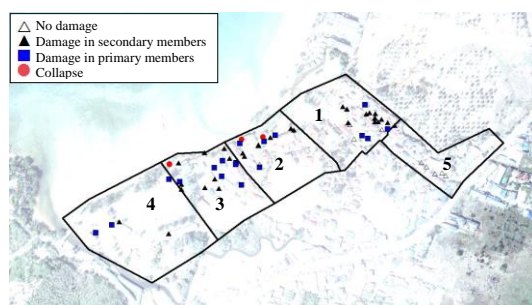 No damage
Damage in secondary members
Damage in primary members
Collapse
1
2
3
4
5